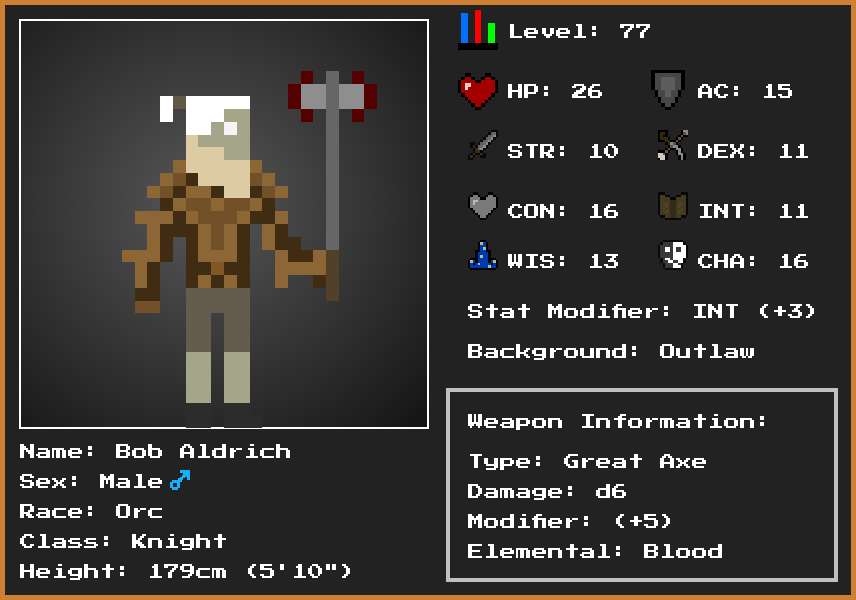 Level: 77
HP: 26
AC: 15
STR: 10
DEX: 11
CON: 16
INT: 11
WIS: 13
CHA: 16
Stat Modifier: INT (+3)
Background: Outlaw
Weapon Information:
Type: Great Axe
Damage: d6
Modifier: (+5)
Elemental: Blood
Name: Bob Aldrich
Sex: Male ♂
Race: Orc
Class: Knight
Height: 179cm (5'10")